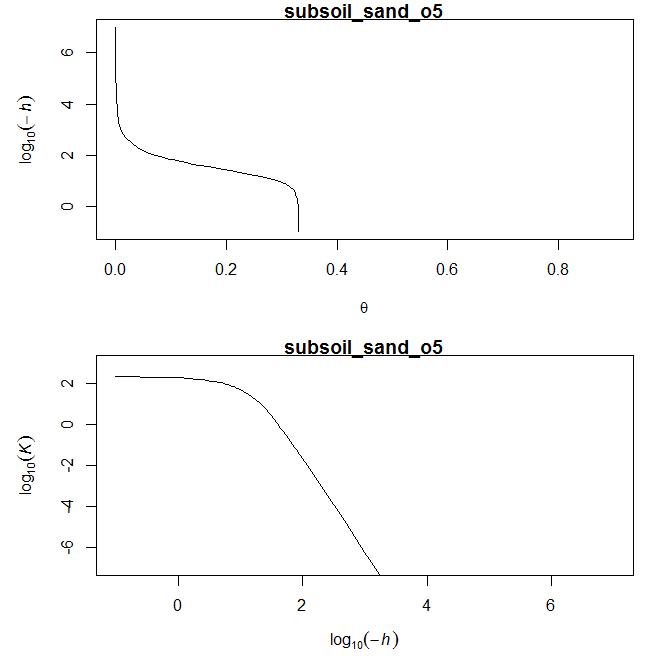 subsoil_sand_o5
6
4
2
0
log10(−h)
0.0 0.2 0.4 0.6 0.8
θ
subsoil_sand_o5
2
0
-2
-4
-6
log10(K)
0 2 4 6
log10(−h)